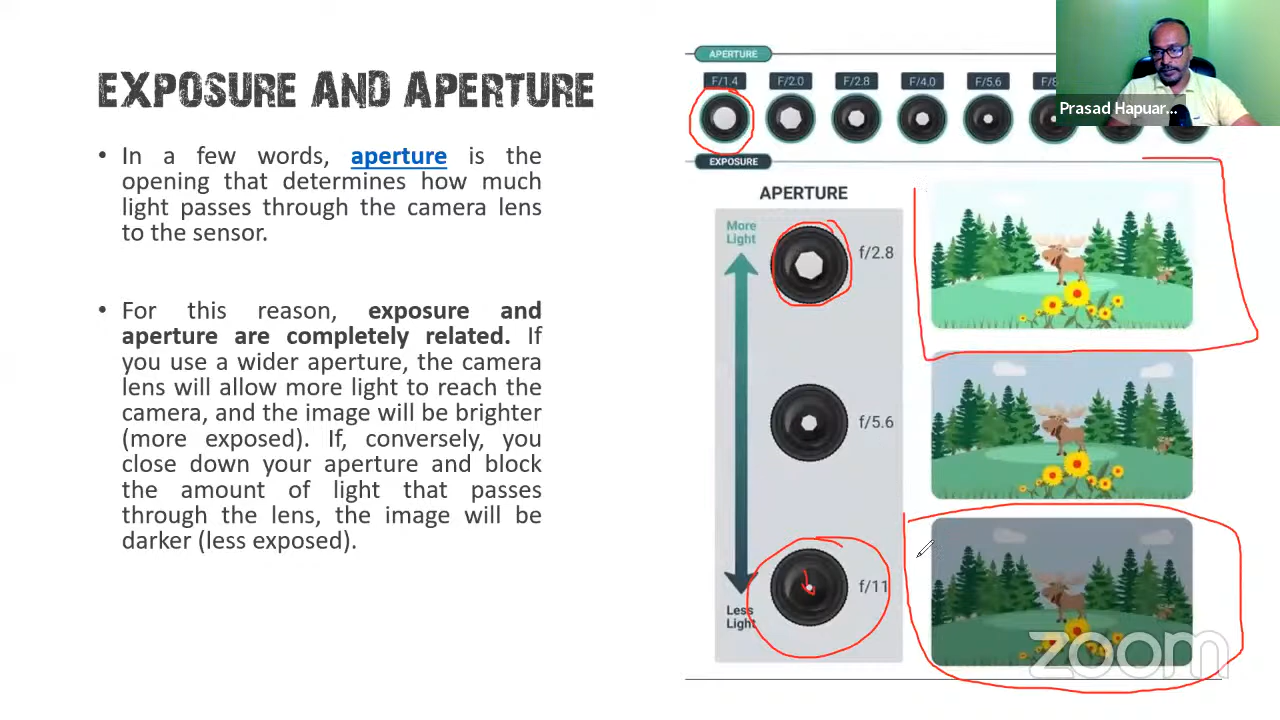 EXPOSURE AND APERTURE
• In a few words, aperture is the
opening that determines how much
light passes through the camera lens
to the sensor.
• For this reason, exposure and
aperture are completely related. If
you use a wider aperture, the camera
lens will allow more light to reach the
camera, and the image will be brighter
(more exposed). If, conversely, you
close down your aperture and block
the amount of light that passes
through the lens, the image will be
darker (less exposed).
APERTURE
F/1.4 F/2.0 F/2.8 F/4.0 F/5.6
Prasad Hapuar...
EXPOSURE
APERTURE
More
Light
f/2.8
f/5.6
f/11
Less
Light
zoom